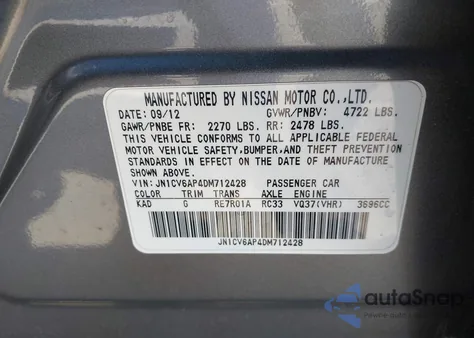 MANUFACTURED BY NISSAN MOTOR CO.,LTD.
DATE: 09/12 GVWR/PNBV: 4722 LBS.
GAWR/PNBE FR: 2270 LBS. RR: 2478 LBS.
THIS VEHICLE CONFORMS TO ALL APPLICABLE FEDERAL
MOTOR VEHICLE SAFETY, BUMPER, AND THEFT PREVENTION
STANDARDS IN EFFECT ON THE DATE OF MANUFACTURE
SHOWN ABOVE.
VIN: JN1CV6AP4DM712428 PASSENGER CAR
COLOR TRIM TRANS AXLE ENGINE
KAD G RE7R01A RC33 VQ37(VHR) 3696CC
JN1CV6AP4DM712428
autoSnap